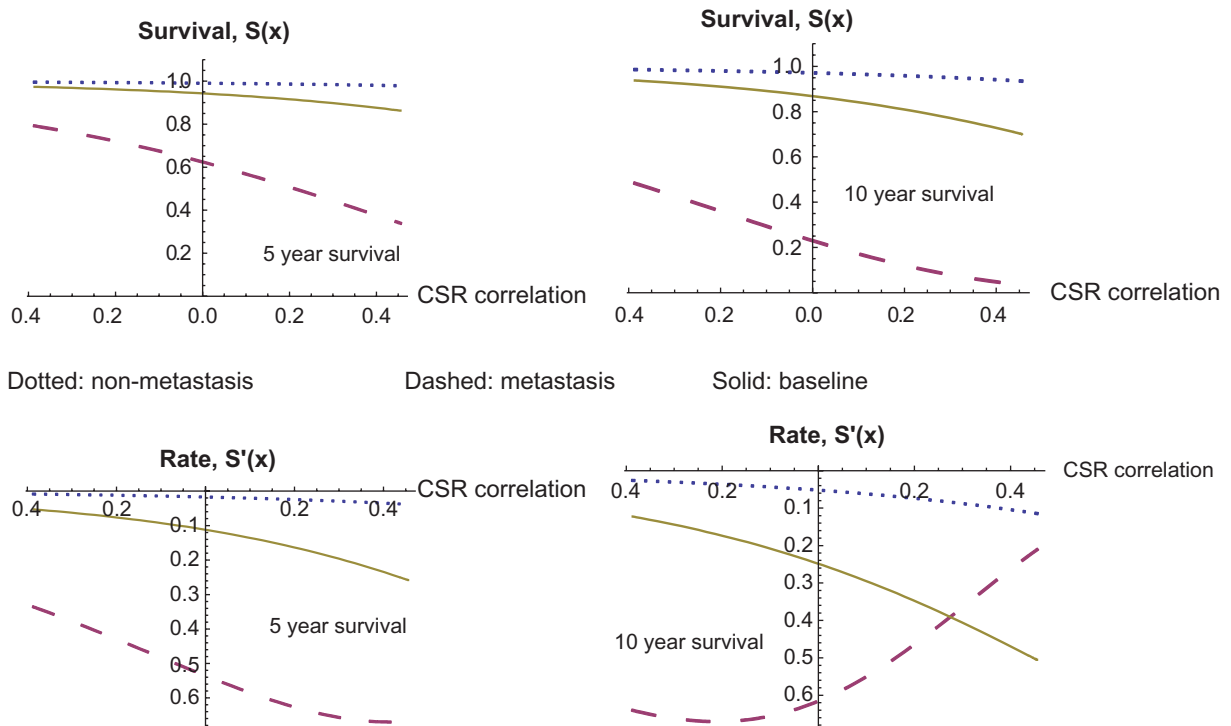 Survival, S(x)
1.0
0.8
0.6
0.4
0.2
5 year survival
0.4 0.2 0.0 0.2 0.4
CSR correlation
Survival, S(x)
1.0
0.8
0.6
0.4
0.2
10 year survival
0.4 0.2 0.0 0.2 0.4
CSR correlation
Dotted: non-metastasis Dashed: metastasis Solid: baseline
Rate, S'(x)
CSR correlation
0.4 0.2 0.2 0.4
0.1
0.2
0.3
0.4
0.5
0.6
5 year survival
Rate, S'(x)
CSR correlation
0.4 0.2 0.2 0.4
0.1
0.2
0.3
0.4
0.5
0.6
10 year survival